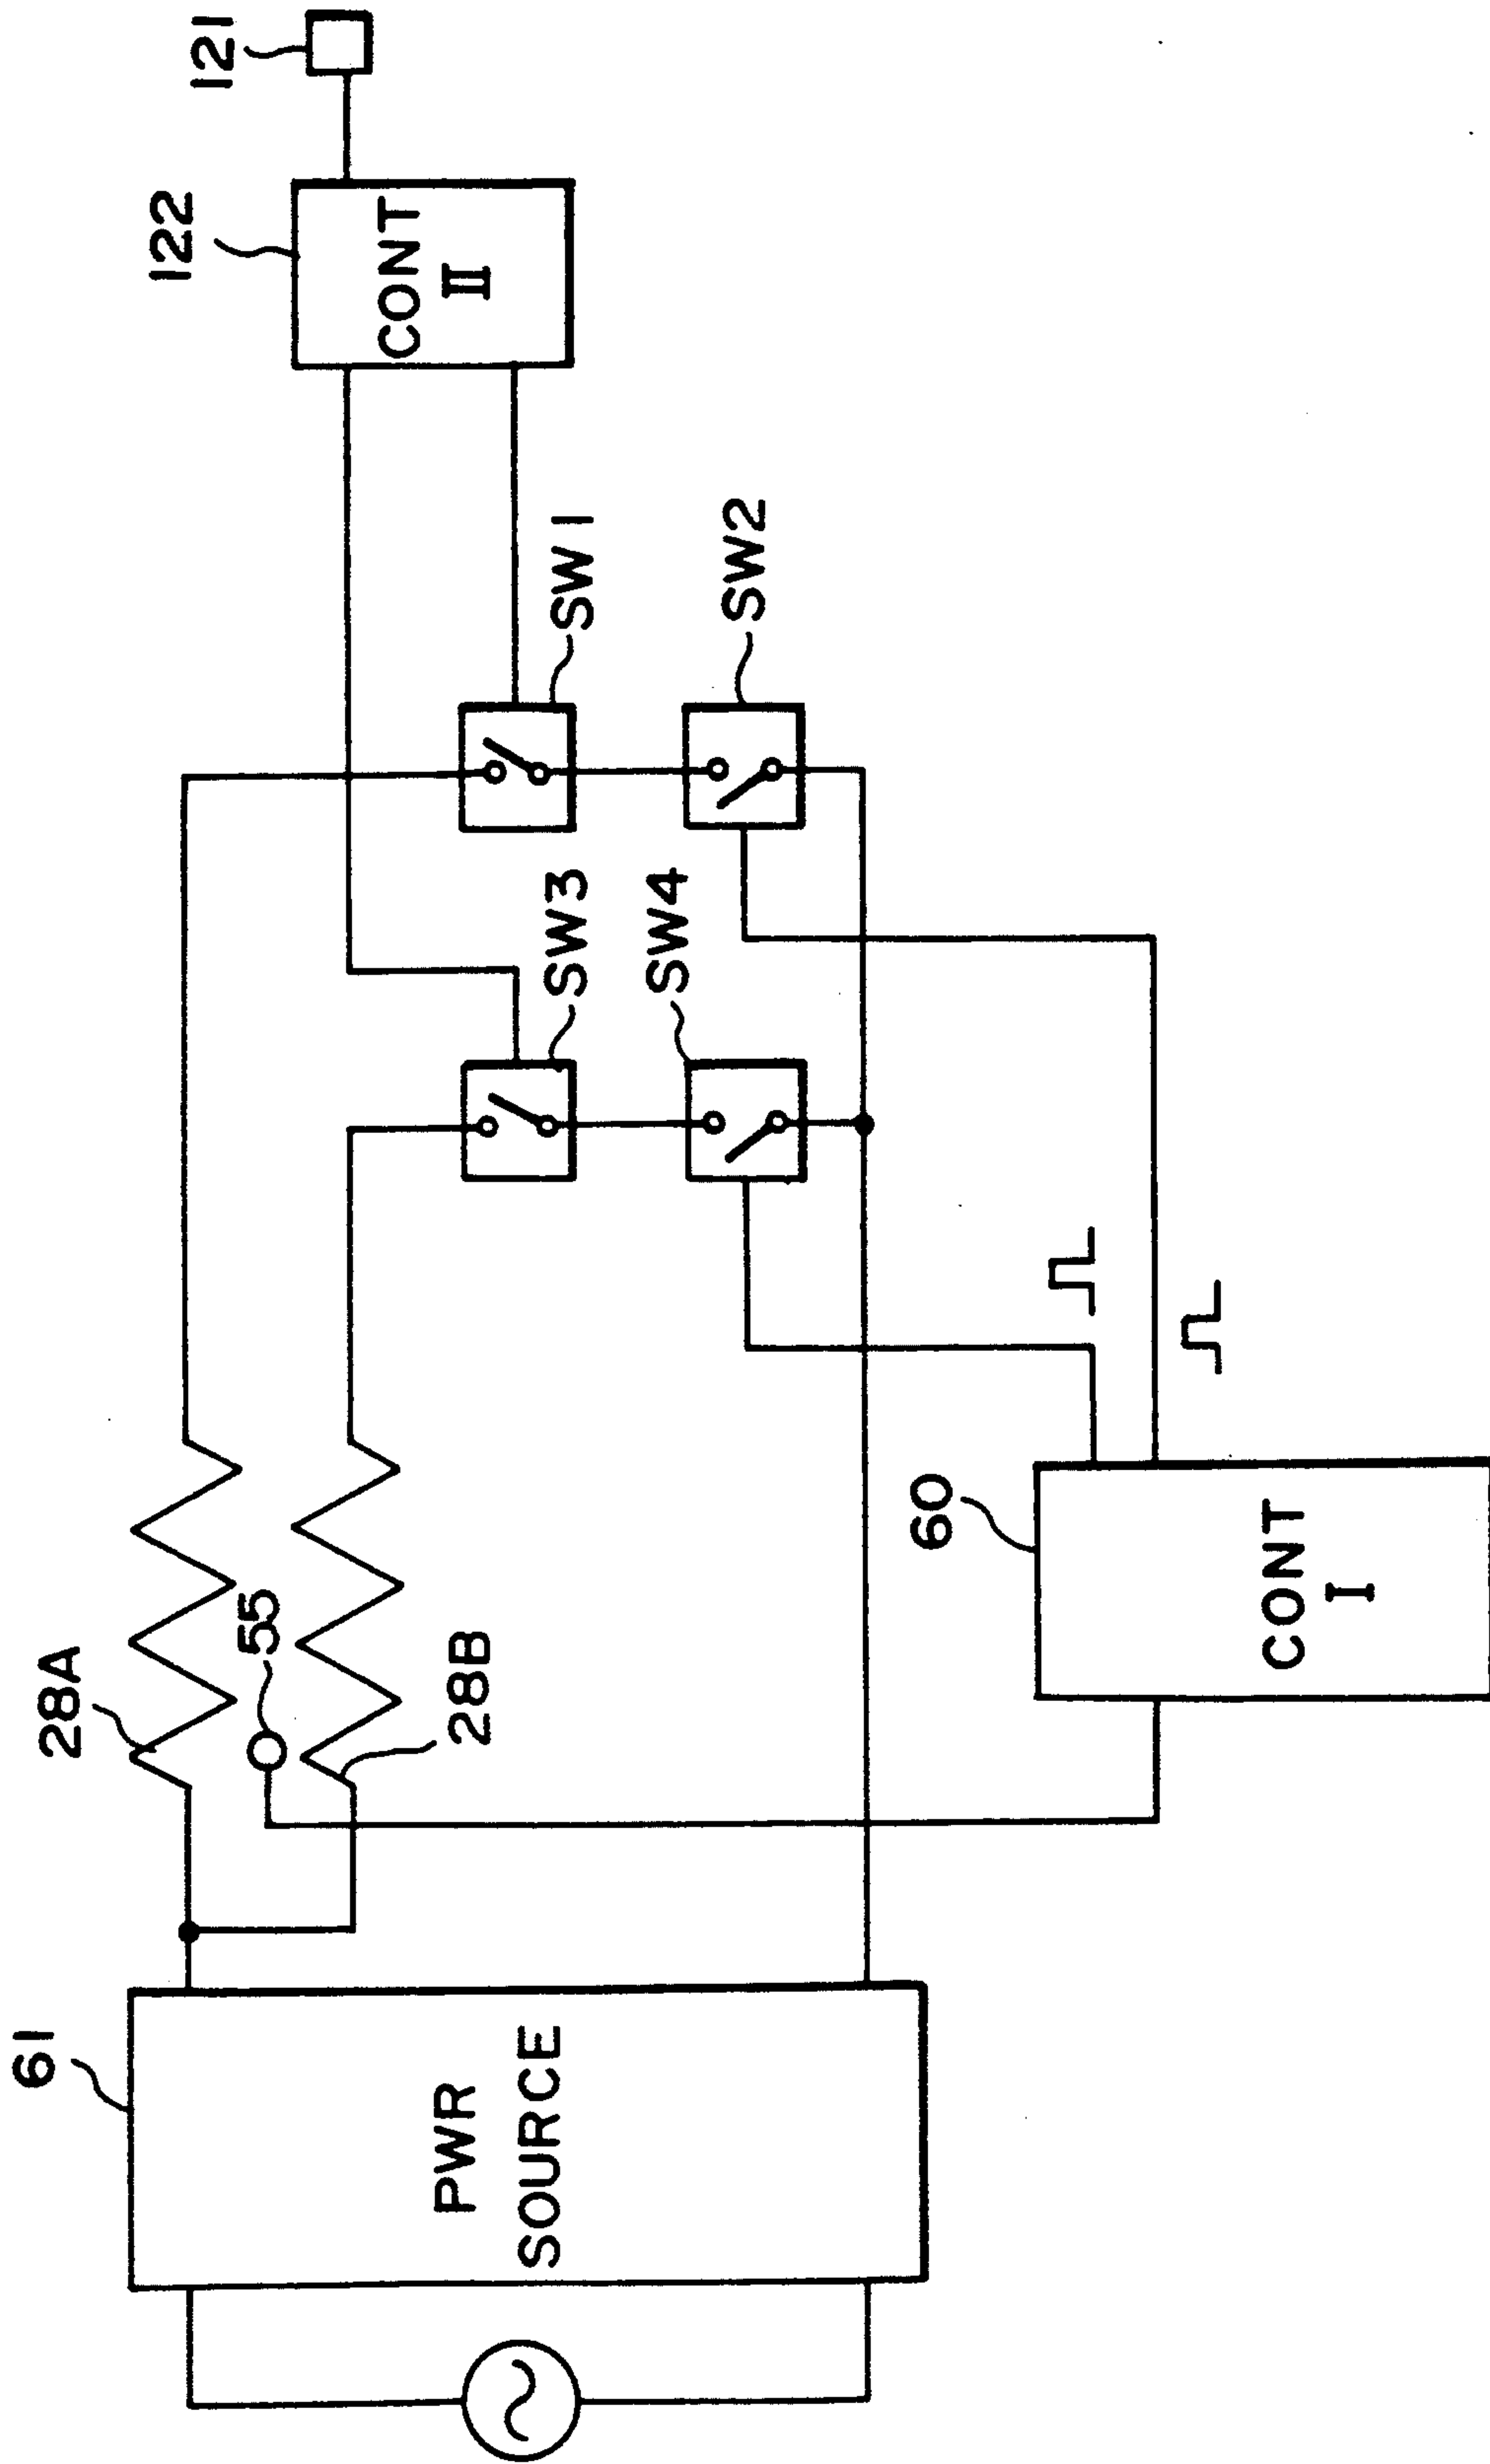 61
PWR
SOURCE
28A
55
28B
60
CONT
I
SW3
SW4
SW1
SW2
122
CONT
II
121